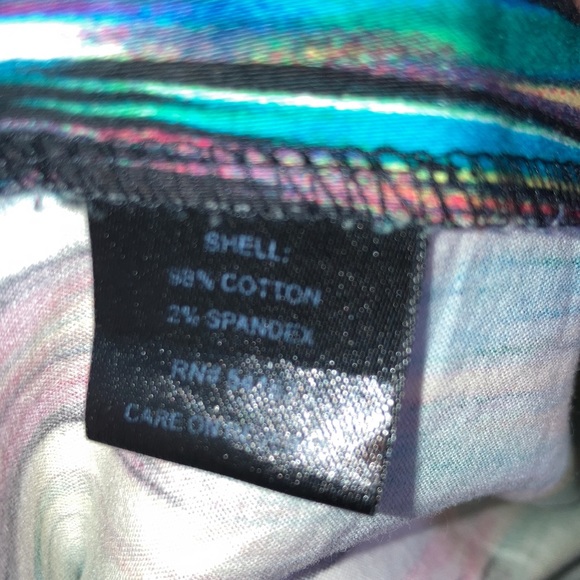 SHELL:
98% COTTON
2% SPANDEX
RN#
CARE ON